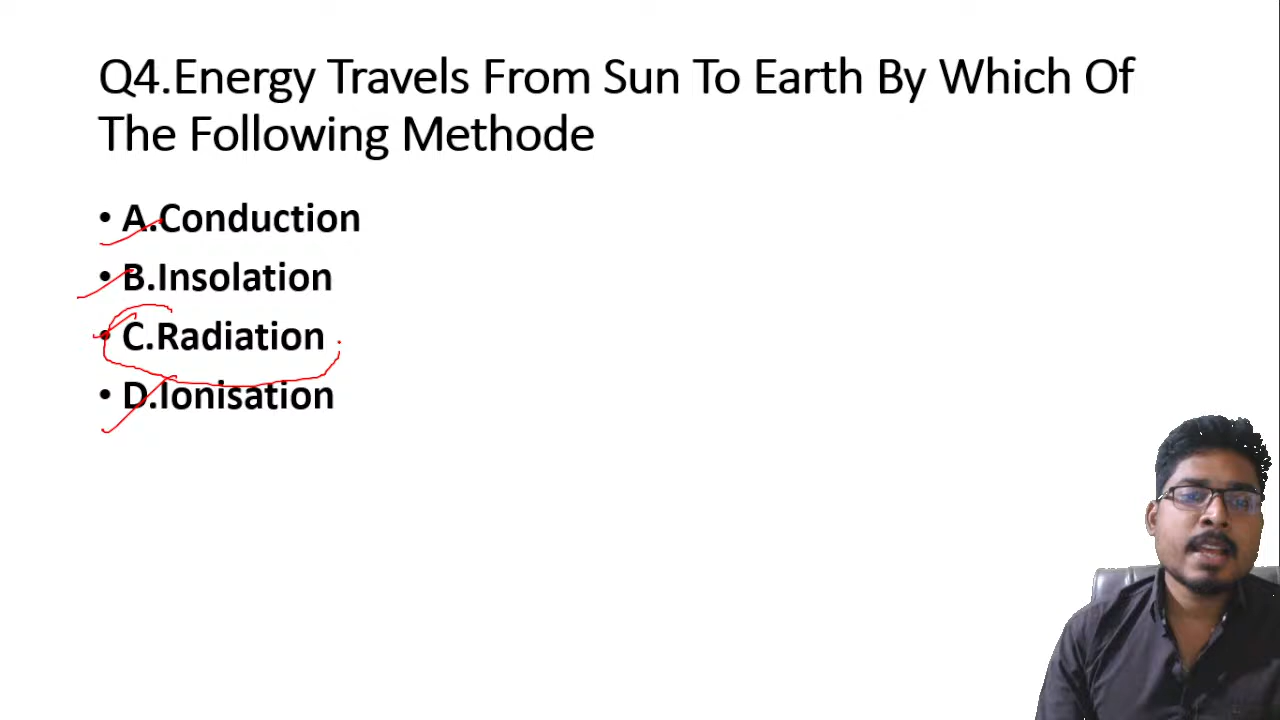 Q4.Energy Travels From Sun To Earth By Which Of
The Following Methode
• A.Conduction
• B.Insolation
• C.Radiation
• D.Ionisation